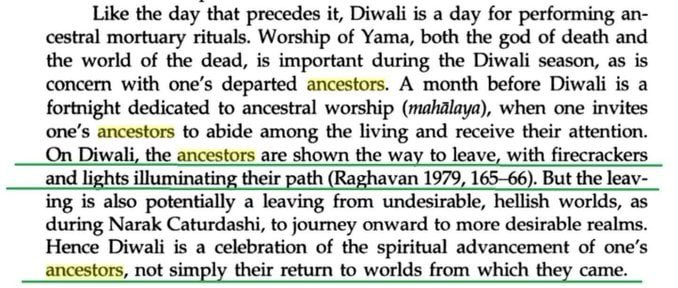 Like the day that precedes it, Diwali is a day for performing an-
cestral mortuary rituals. Worship of Yama, both the god of death and
the world of the dead, is important during the Diwali season, as is
concern with one's departed ancestors. A month before Diwali is a
fortnight dedicated to ancestral worship (mahālaya), when one invites
one's ancestors to abide among the living and receive their attention.
On Diwali, the ancestors are shown the way to leave, with firecrackers
and lights illuminating their path (Raghavan 1979, 165–66). But the leav-
ing is also potentially a leaving from undesirable, hellish worlds, as
during Narak Caturdashi, to journey onward to more desirable realms.
Hence Diwali is a celebration of the spiritual advancement of one's
ancestors, not simply their return to worlds from which they came.